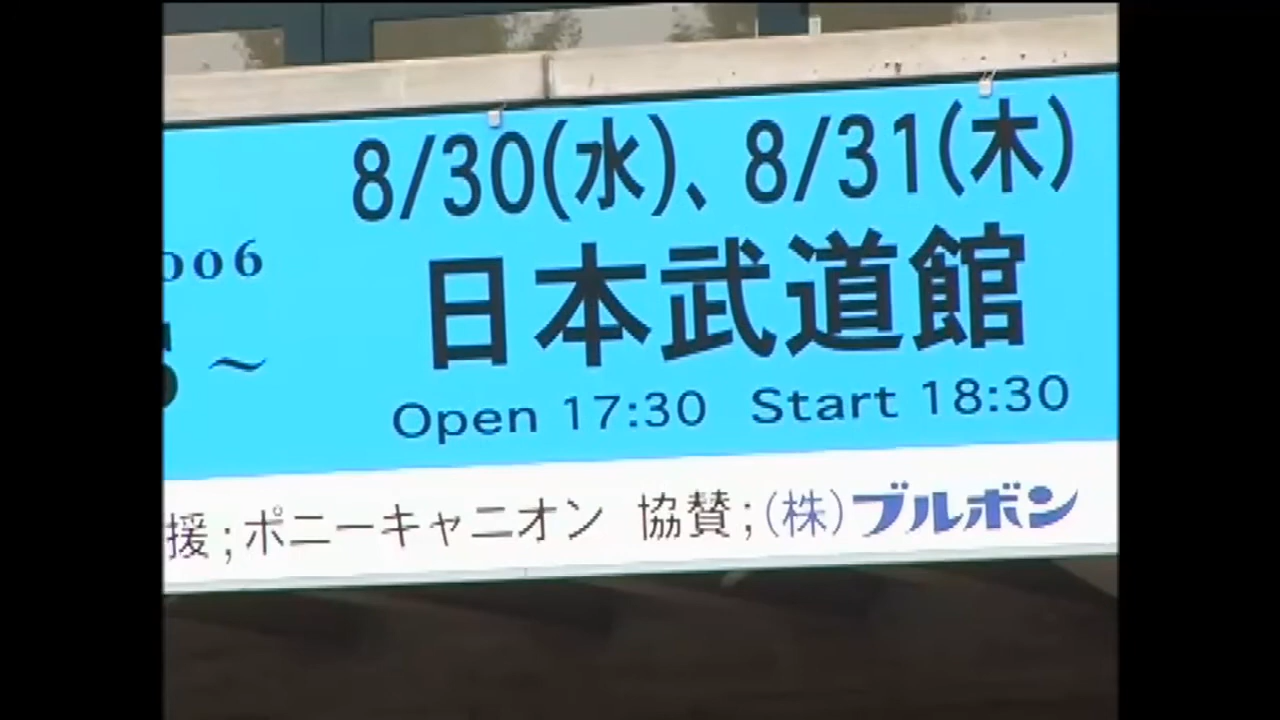 8/30(水)、8/31(木)
006
日本武道館
～
Open 17:30 Start 18:30
援;ポニーキャニオン 協賛;(株)ブルボン